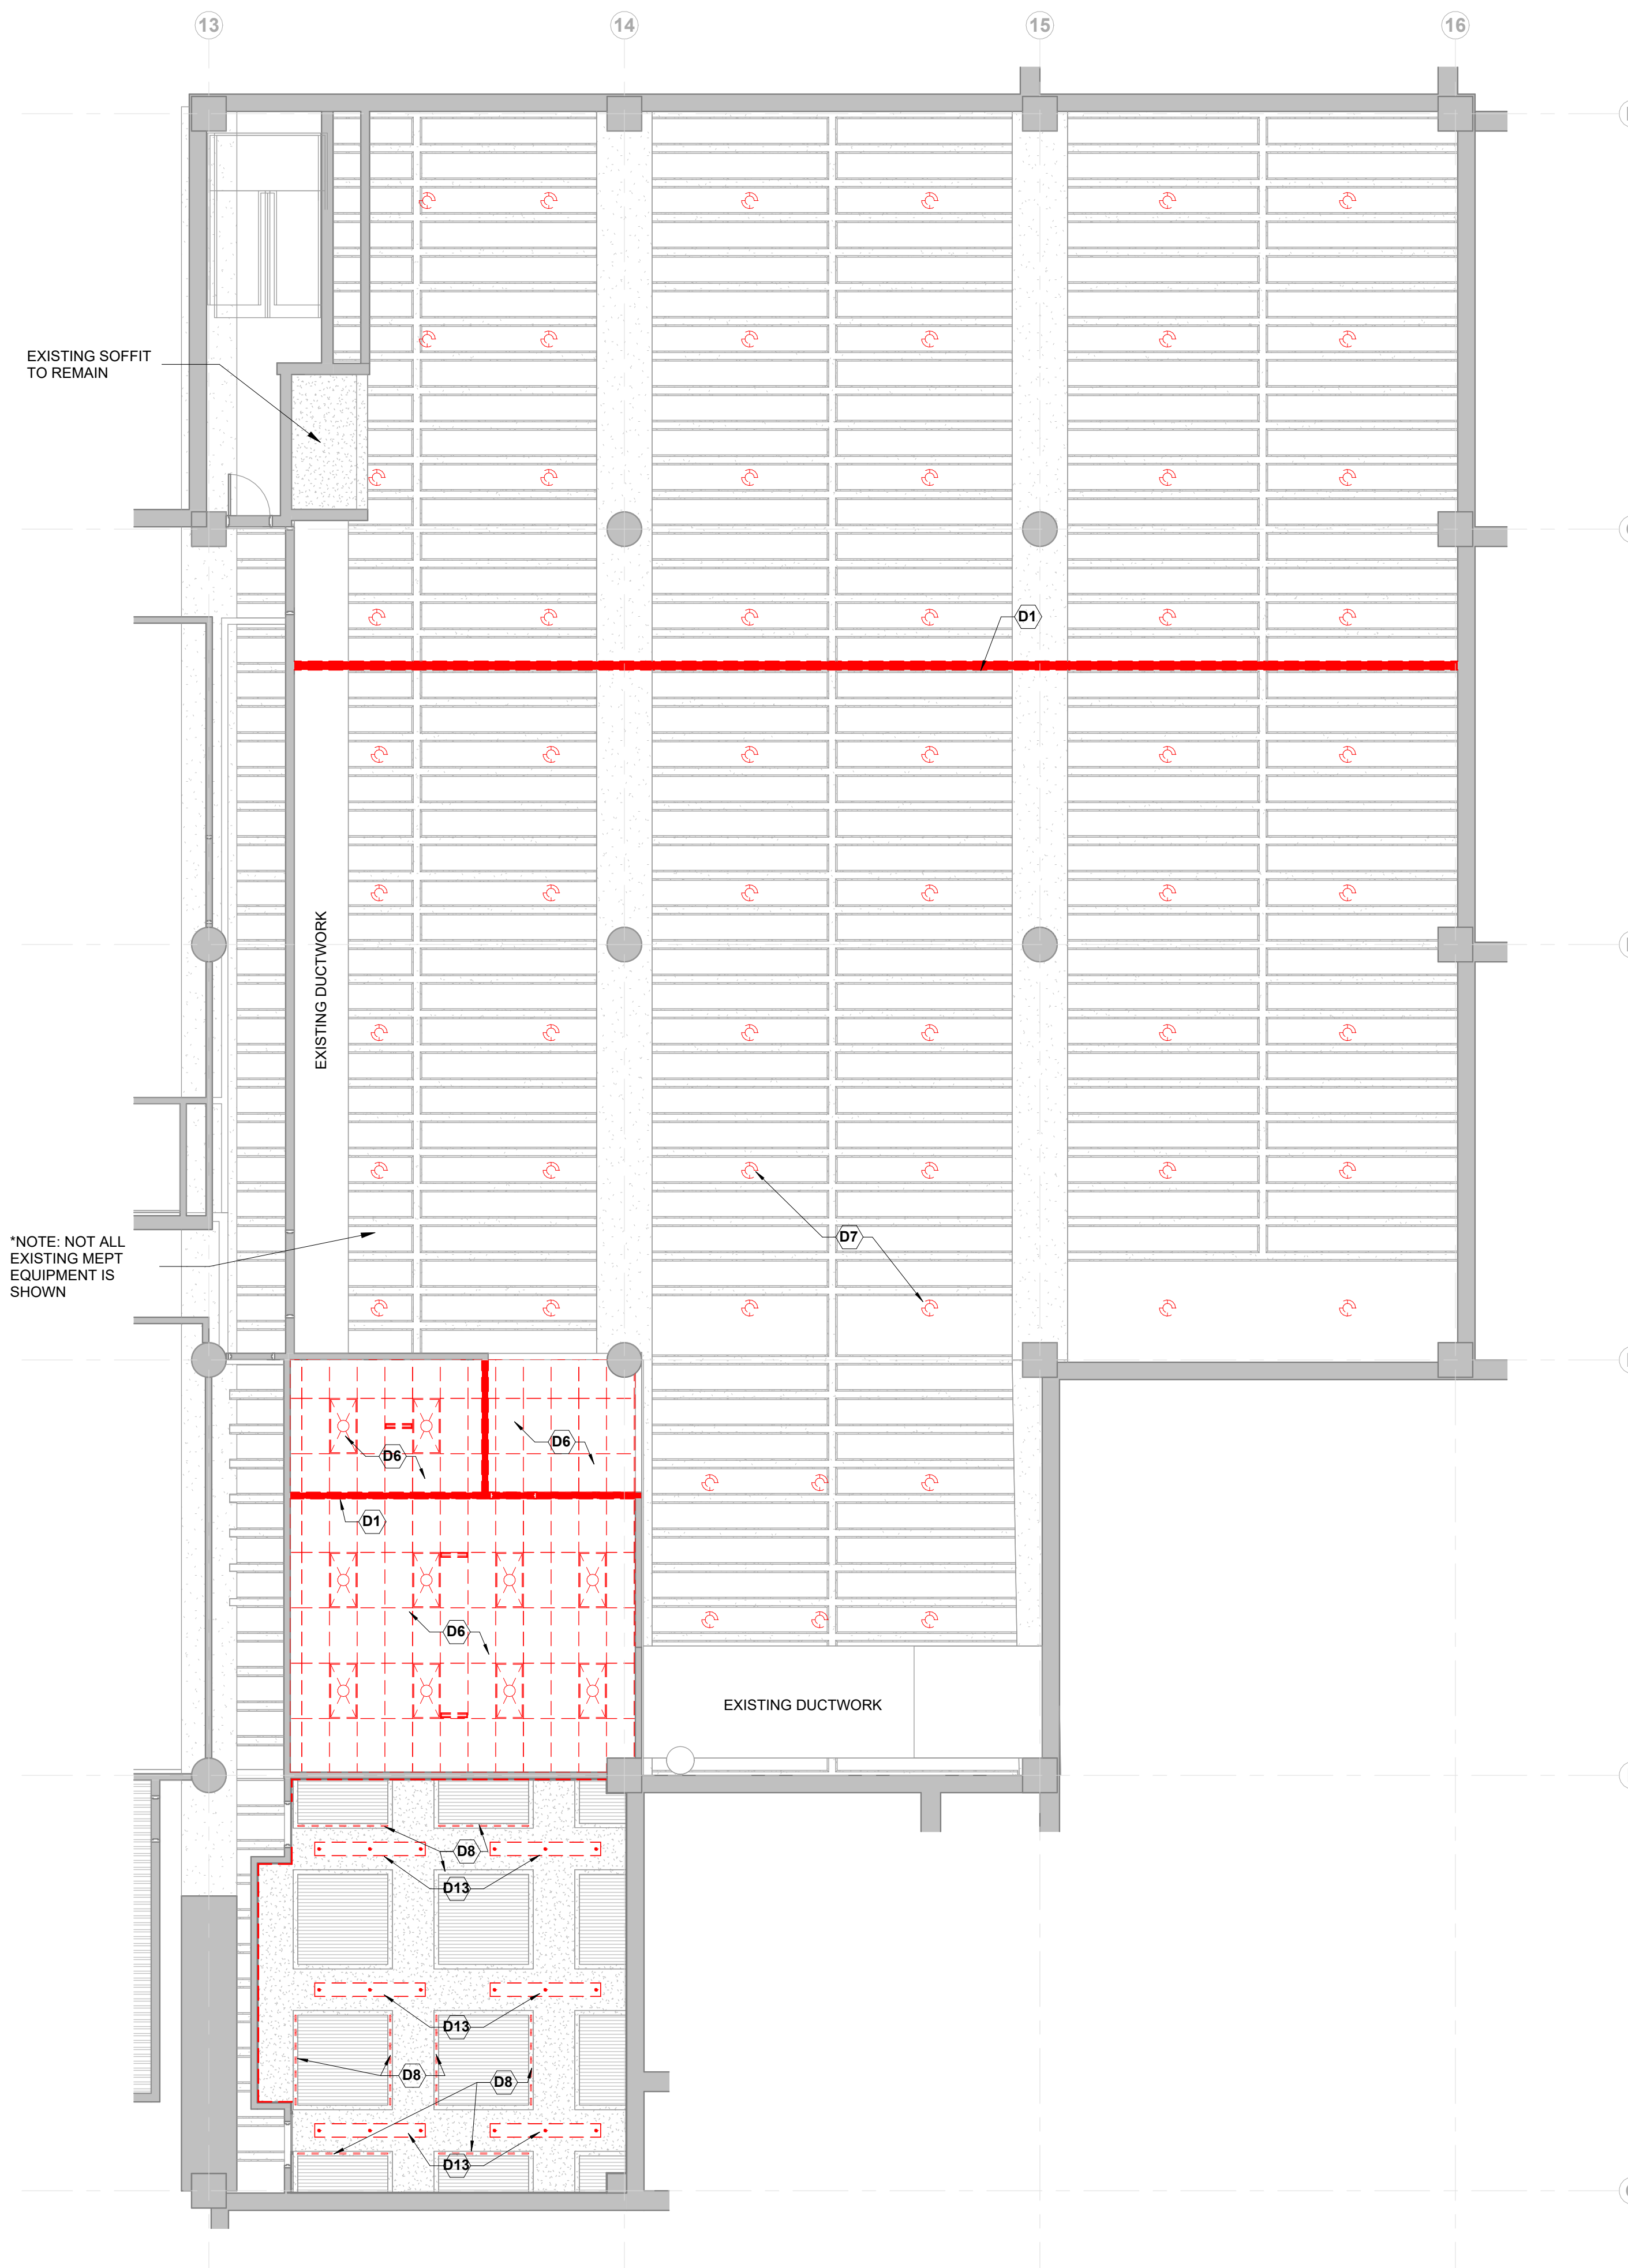 13
14
15
16
EXISTING SOFFIT
TO REMAIN
D1
EXISTING DUCTWORK
*NOTE: NOT ALL
EXISTING MEPT
EQUIPMENT IS
SHOWN
D7
D6
D6
D1
D6
EXISTING DUCTWORK
D8
D13
D13
D8
D8
D13